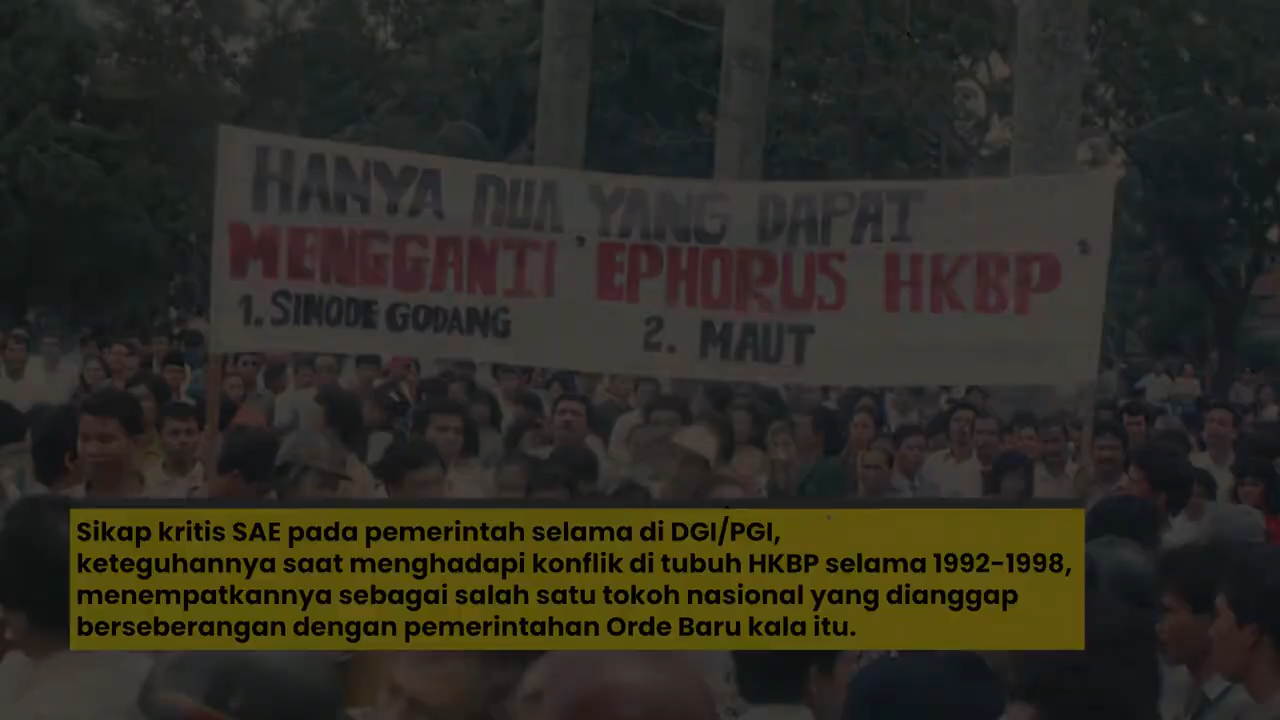 HANYA DUA YANG DAPAT
MENGGANTI "EPHORUS HKBP"
1. SINODE GODANG 2. MAUT
Sikap kritis SAE pada pemerintah selama di DGI/PGI,
keteguhannya saat menghadapi konflik di tubuh HKBP selama 1992-1998,
menempatkannya sebagai salah satu tokoh nasional yang dianggap
berseberangan dengan pemerintahan Orde Baru kala itu.